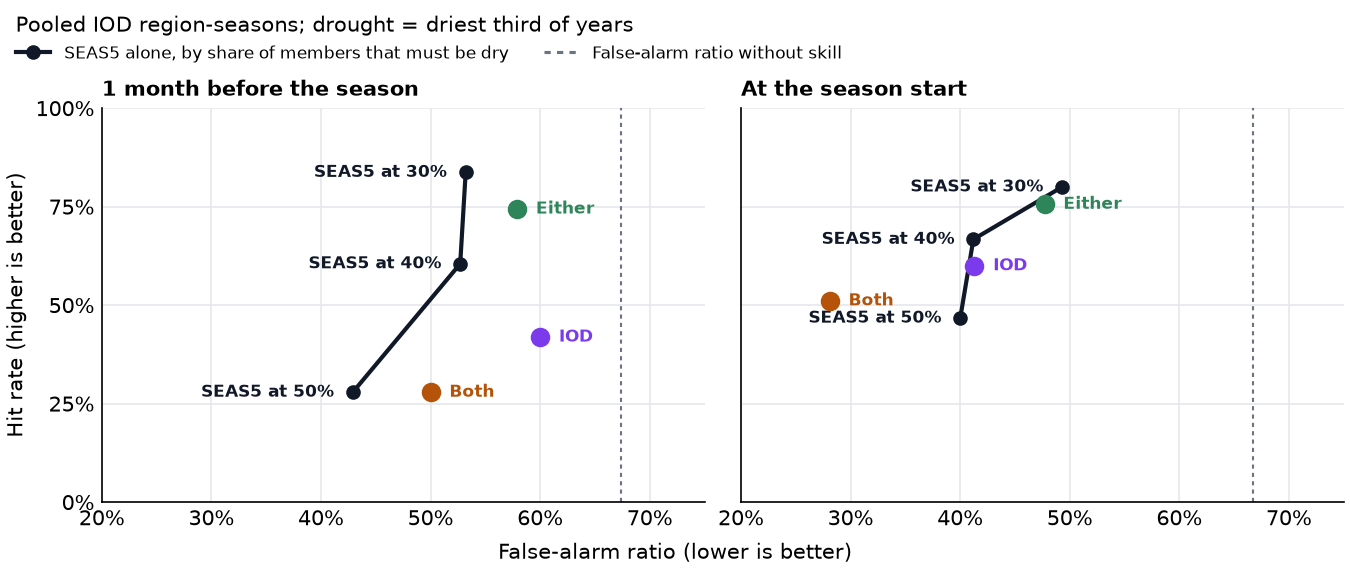 Pooled IOD region-seasons; drought = driest third of years
SEAS5 alone, by share of members that must be dry
False-alarm ratio without skill
1 month before the season
At the season start
Hit rate (higher is better)
100%
75%
50%
25%
0%
SEAS5 at 30%
Either
SEAS5 at 40%
IOD
SEAS5 at 50%
Both
SEAS5 at 30%
Either
SEAS5 at 40%
IOD
Both
SEAS5 at 50%
20% 30% 40% 50% 60% 70%
20% 30% 40% 50% 60% 70%
False-alarm ratio (lower is better)